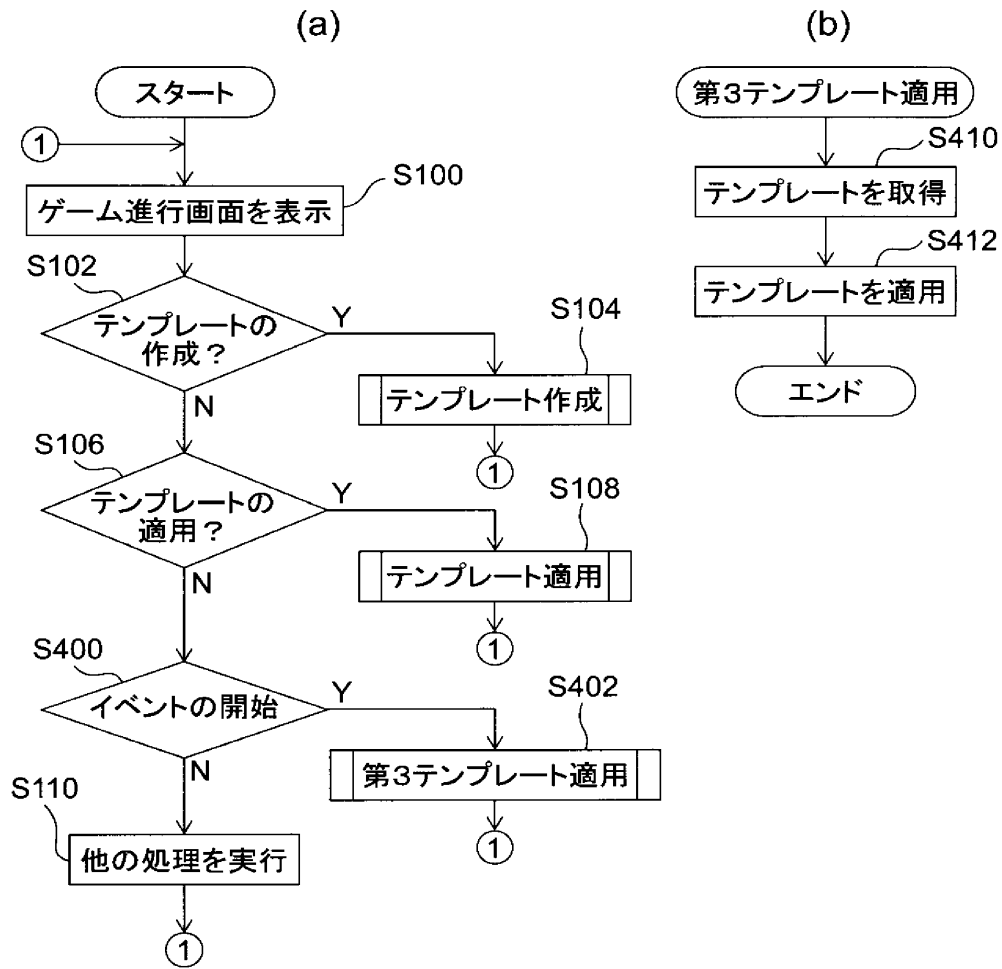 (a)
スタート
①
S100
ゲーム進行画面を表示
S102
テンプレートの
作成？
Y
S104
テンプレート作成
①
N
S106
テンプレートの
適用？
Y
S108
テンプレート適用
①
N
S400
イベントの開始
Y
S402
第3テンプレート適用
①
N
S110
他の処理を実行
①
(b)
第3テンプレート適用
S410
テンプレートを取得
S412
テンプレートを適用
エンド